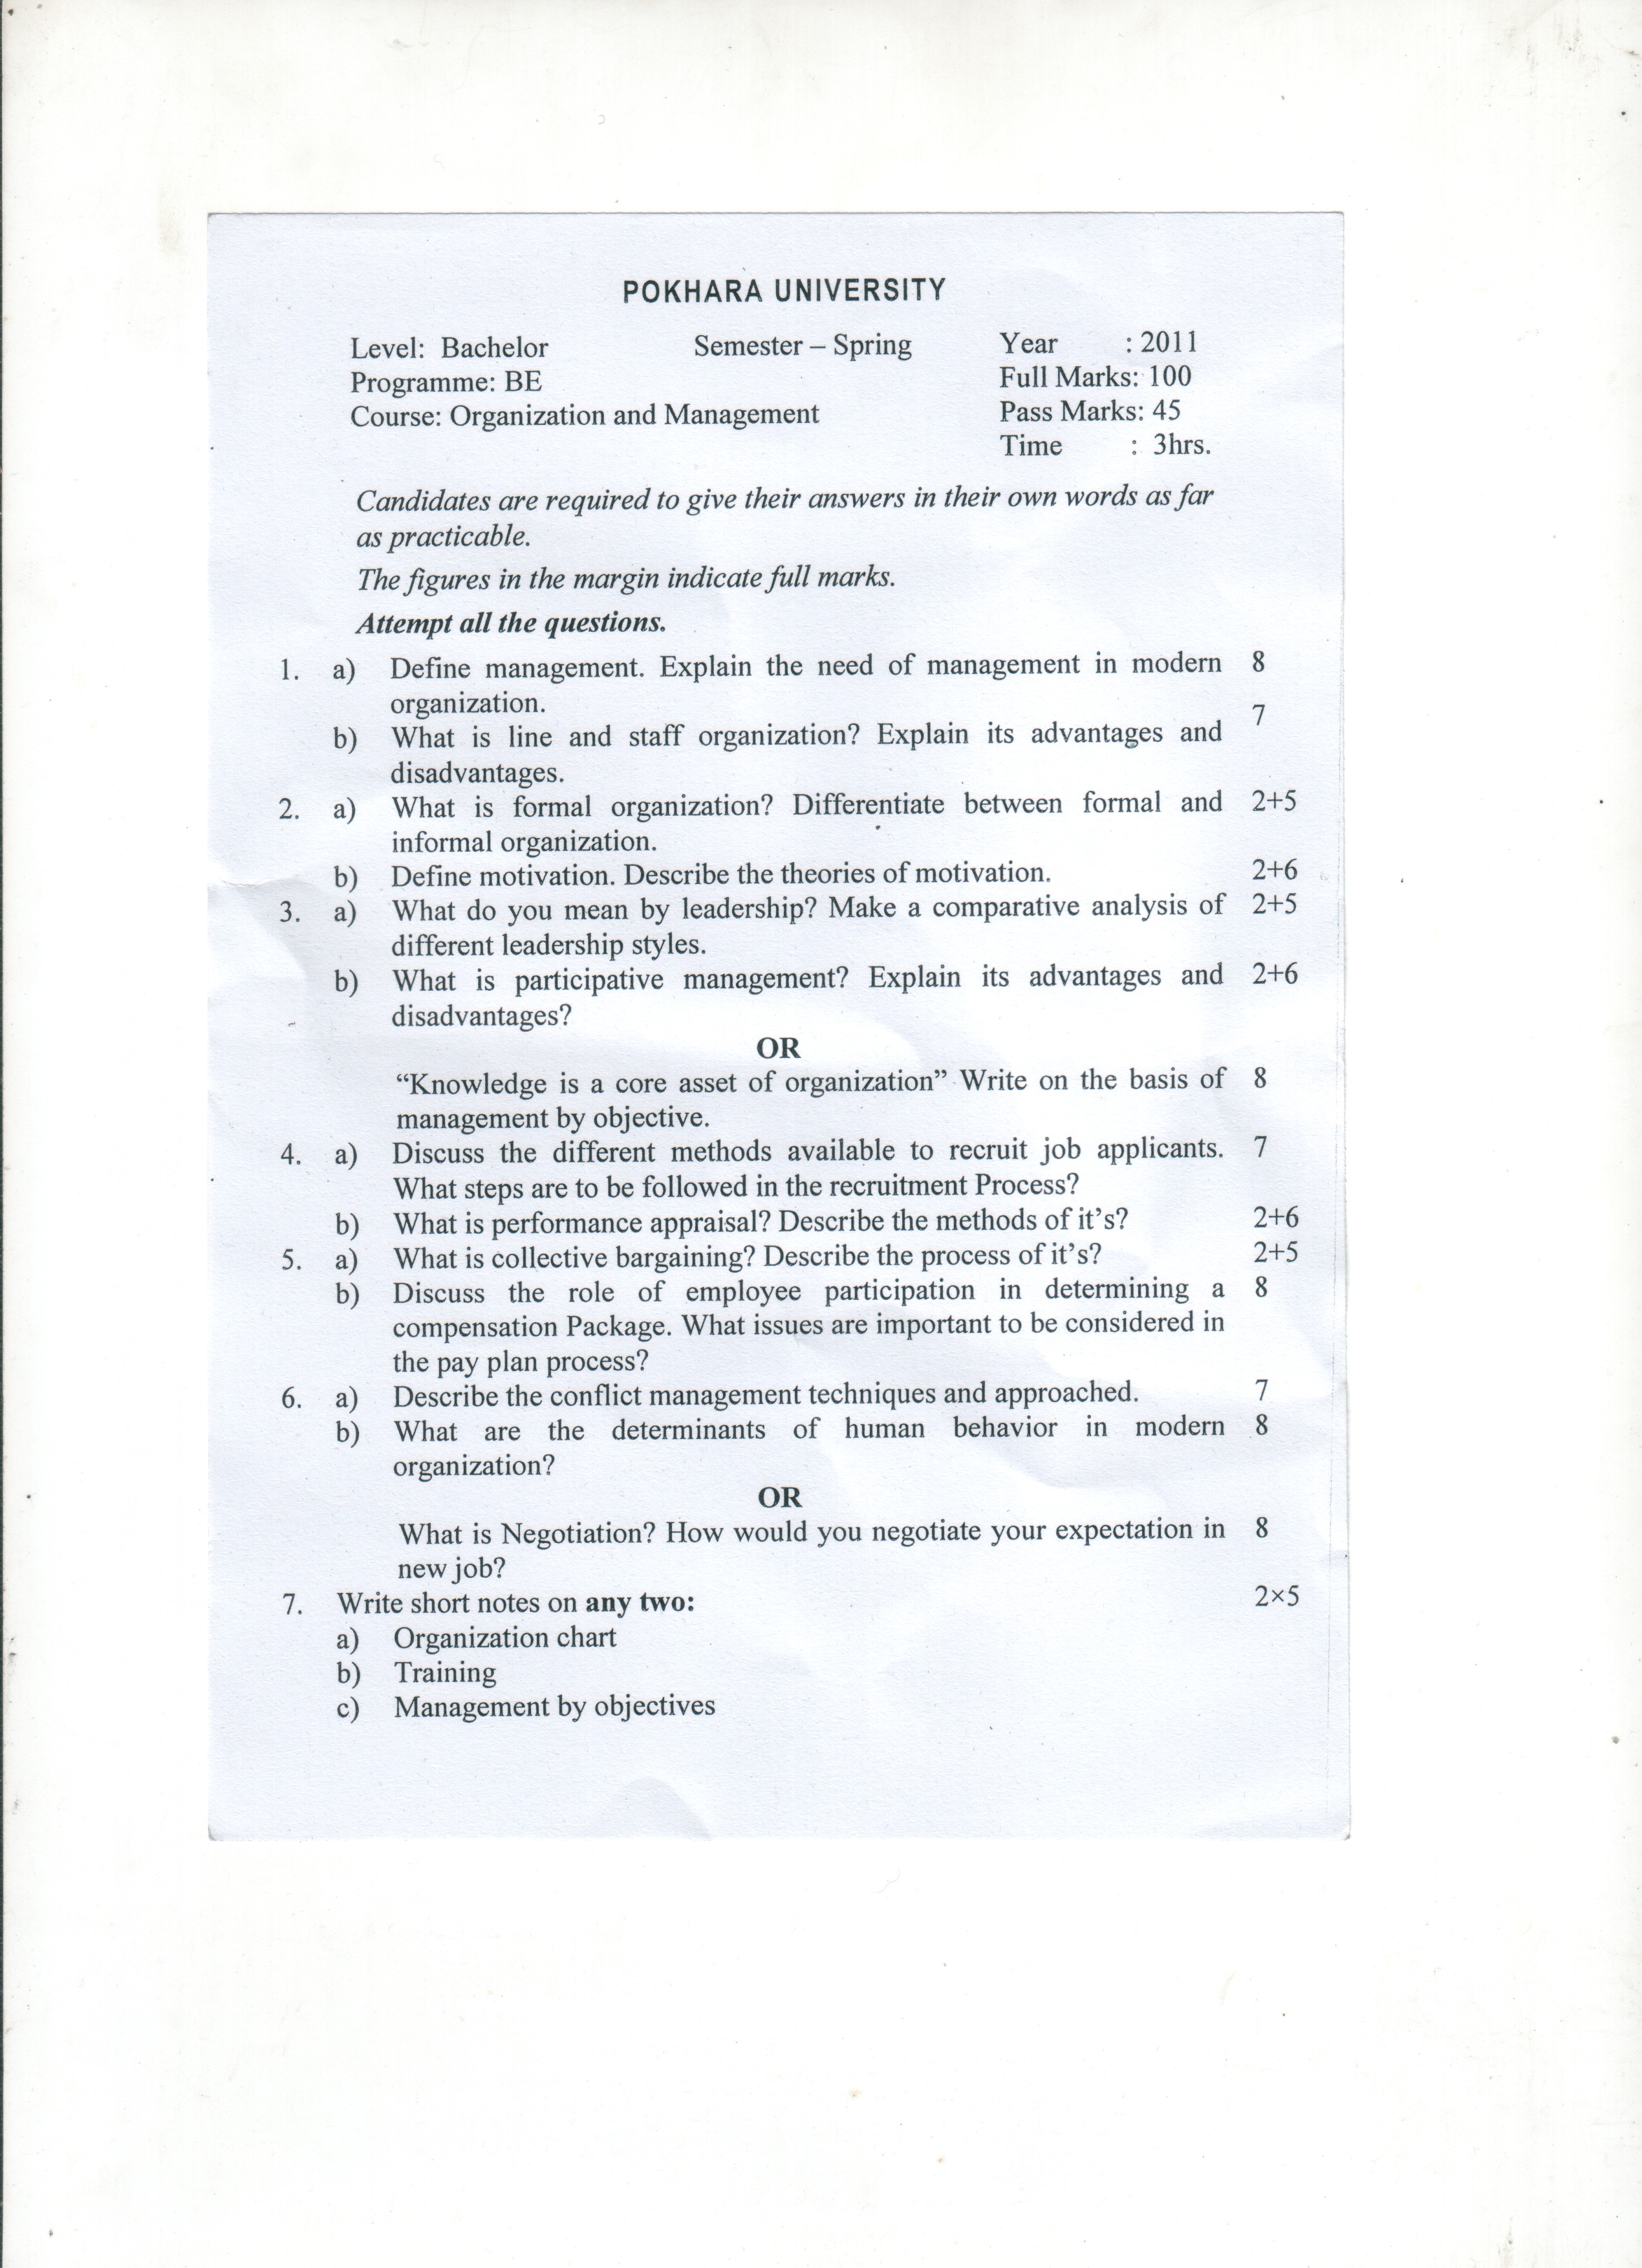 POKHARA UNIVERSITY
Level: Bachelor Semester – Spring Year : 2011
Programme: BE Full Marks: 100
Course: Organization and Management Pass Marks: 45
Time : 3hrs.
Candidates are required to give their answers in their own words as far
as practicable.
The figures in the margin indicate full marks.
Attempt all the questions.
1. a) Define management. Explain the need of management in modern 8
organization.
b) What is line and staff organization? Explain its advantages and 7
disadvantages.
2. a) What is formal organization? Differentiate between formal and 2+5
informal organization.
b) Define motivation. Describe the theories of motivation. 2+6
3. a) What do you mean by leadership? Make a comparative analysis of 2+5
different leadership styles.
b) What is participative management? Explain its advantages and 2+6
disadvantages?
OR
“Knowledge is a core asset of organization” Write on the basis of 8
management by objective.
4. a) Discuss the different methods available to recruit job applicants. 7
What steps are to be followed in the recruitment Process?
b) What is performance appraisal? Describe the methods of it’s? 2+6
5. a) What is collective bargaining? Describe the process of it’s? 2+5
b) Discuss the role of employee participation in determining a 8
compensation Package. What issues are important to be considered in
the pay plan process?
6. a) Describe the conflict management techniques and approached. 7
b) What are the determinants of human behavior in modern 8
organization?
OR
What is Negotiation? How would you negotiate your expectation in 8
new job?
7. Write short notes on any two: 2×5
a) Organization chart
b) Training
c) Management by objectives